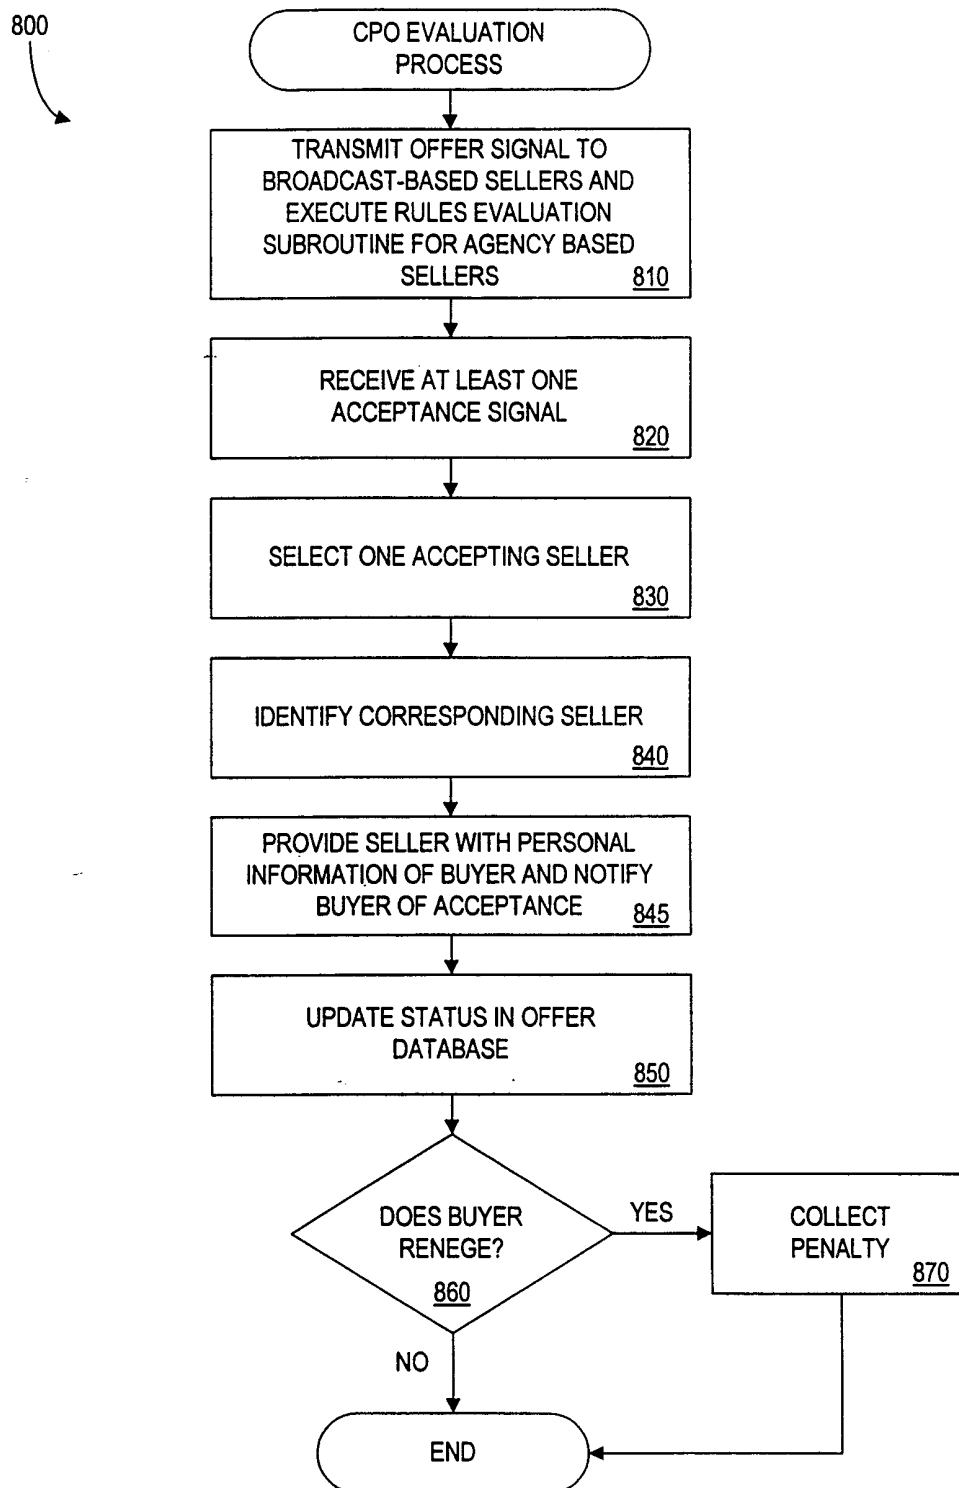 800
CPO EVALUATION
PROCESS
TRANSMIT OFFER SIGNAL TO
BROADCAST-BASED SELLERS AND
EXECUTE RULES EVALUATION
SUBROUTINE FOR AGENCY BASED
SELLERS
810
RECEIVE AT LEAST ONE
ACCEPTANCE SIGNAL
820
SELECT ONE ACCEPTING SELLER
830
IDENTIFY CORRESPONDING SELLER
840
PROVIDE SELLER WITH PERSONAL
INFORMATION OF BUYER AND NOTIFY
BUYER OF ACCEPTANCE
845
UPDATE STATUS IN OFFER
DATABASE
850
DOES BUYER
RENEGE?
860
YES
COLLECT
PENALTY
870
NO
END